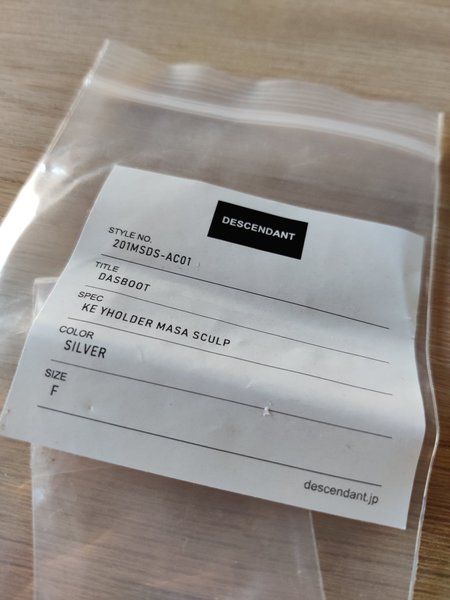 DESCENDANT
STYLE NO.
201MSDS-AC01
TITLE
DASBOOT
SPEC
KE YHOLDER MASA SCULP
COLOR
SILVER
SIZE
F
descendant.jp